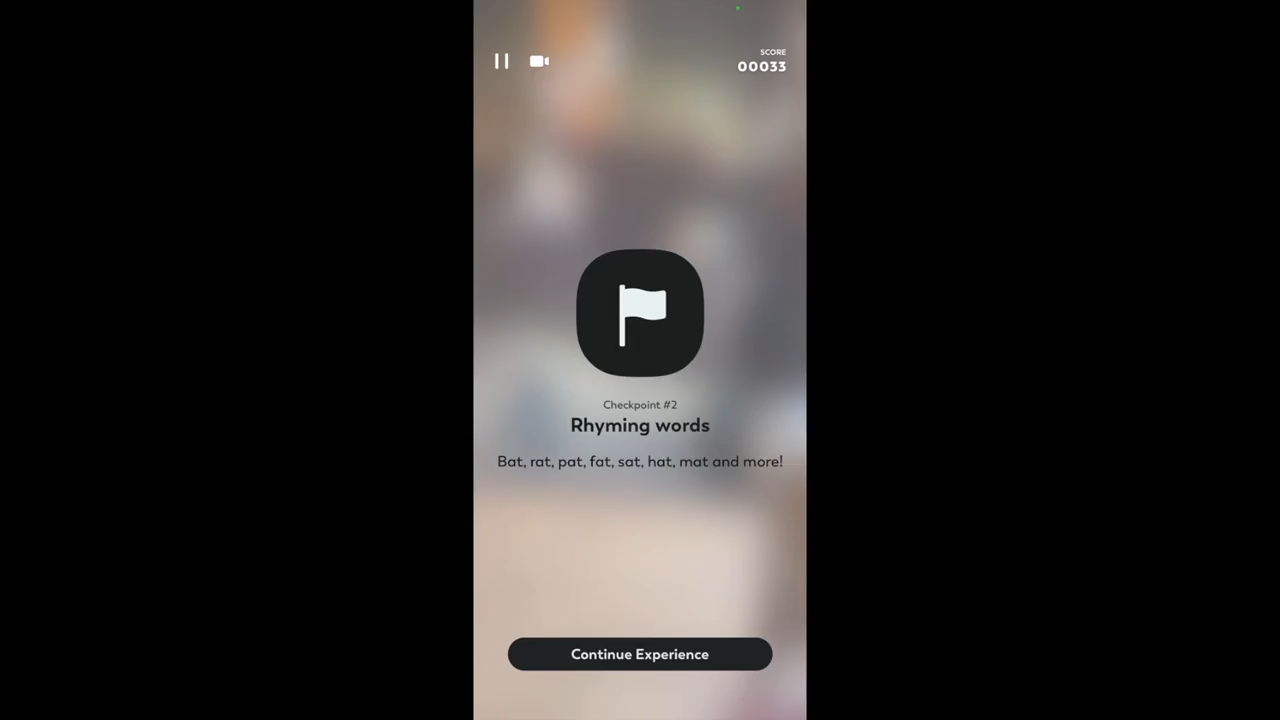 SCORE
00033
Checkpoint #2
Rhyming words
Bat, rat, pat, fat, sat, hat, mat and more!
Continue Experience